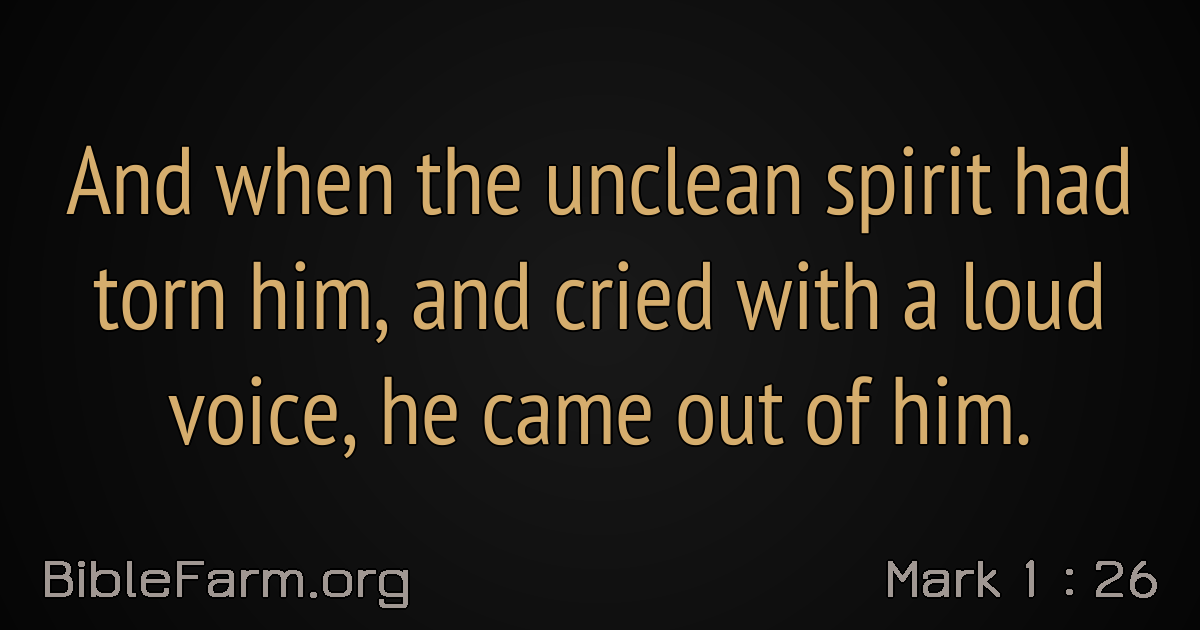 And when the unclean spirit had
torn him, and cried with a loud
voice, he came out of him.
BibleFarm.org
Mark 1 : 26